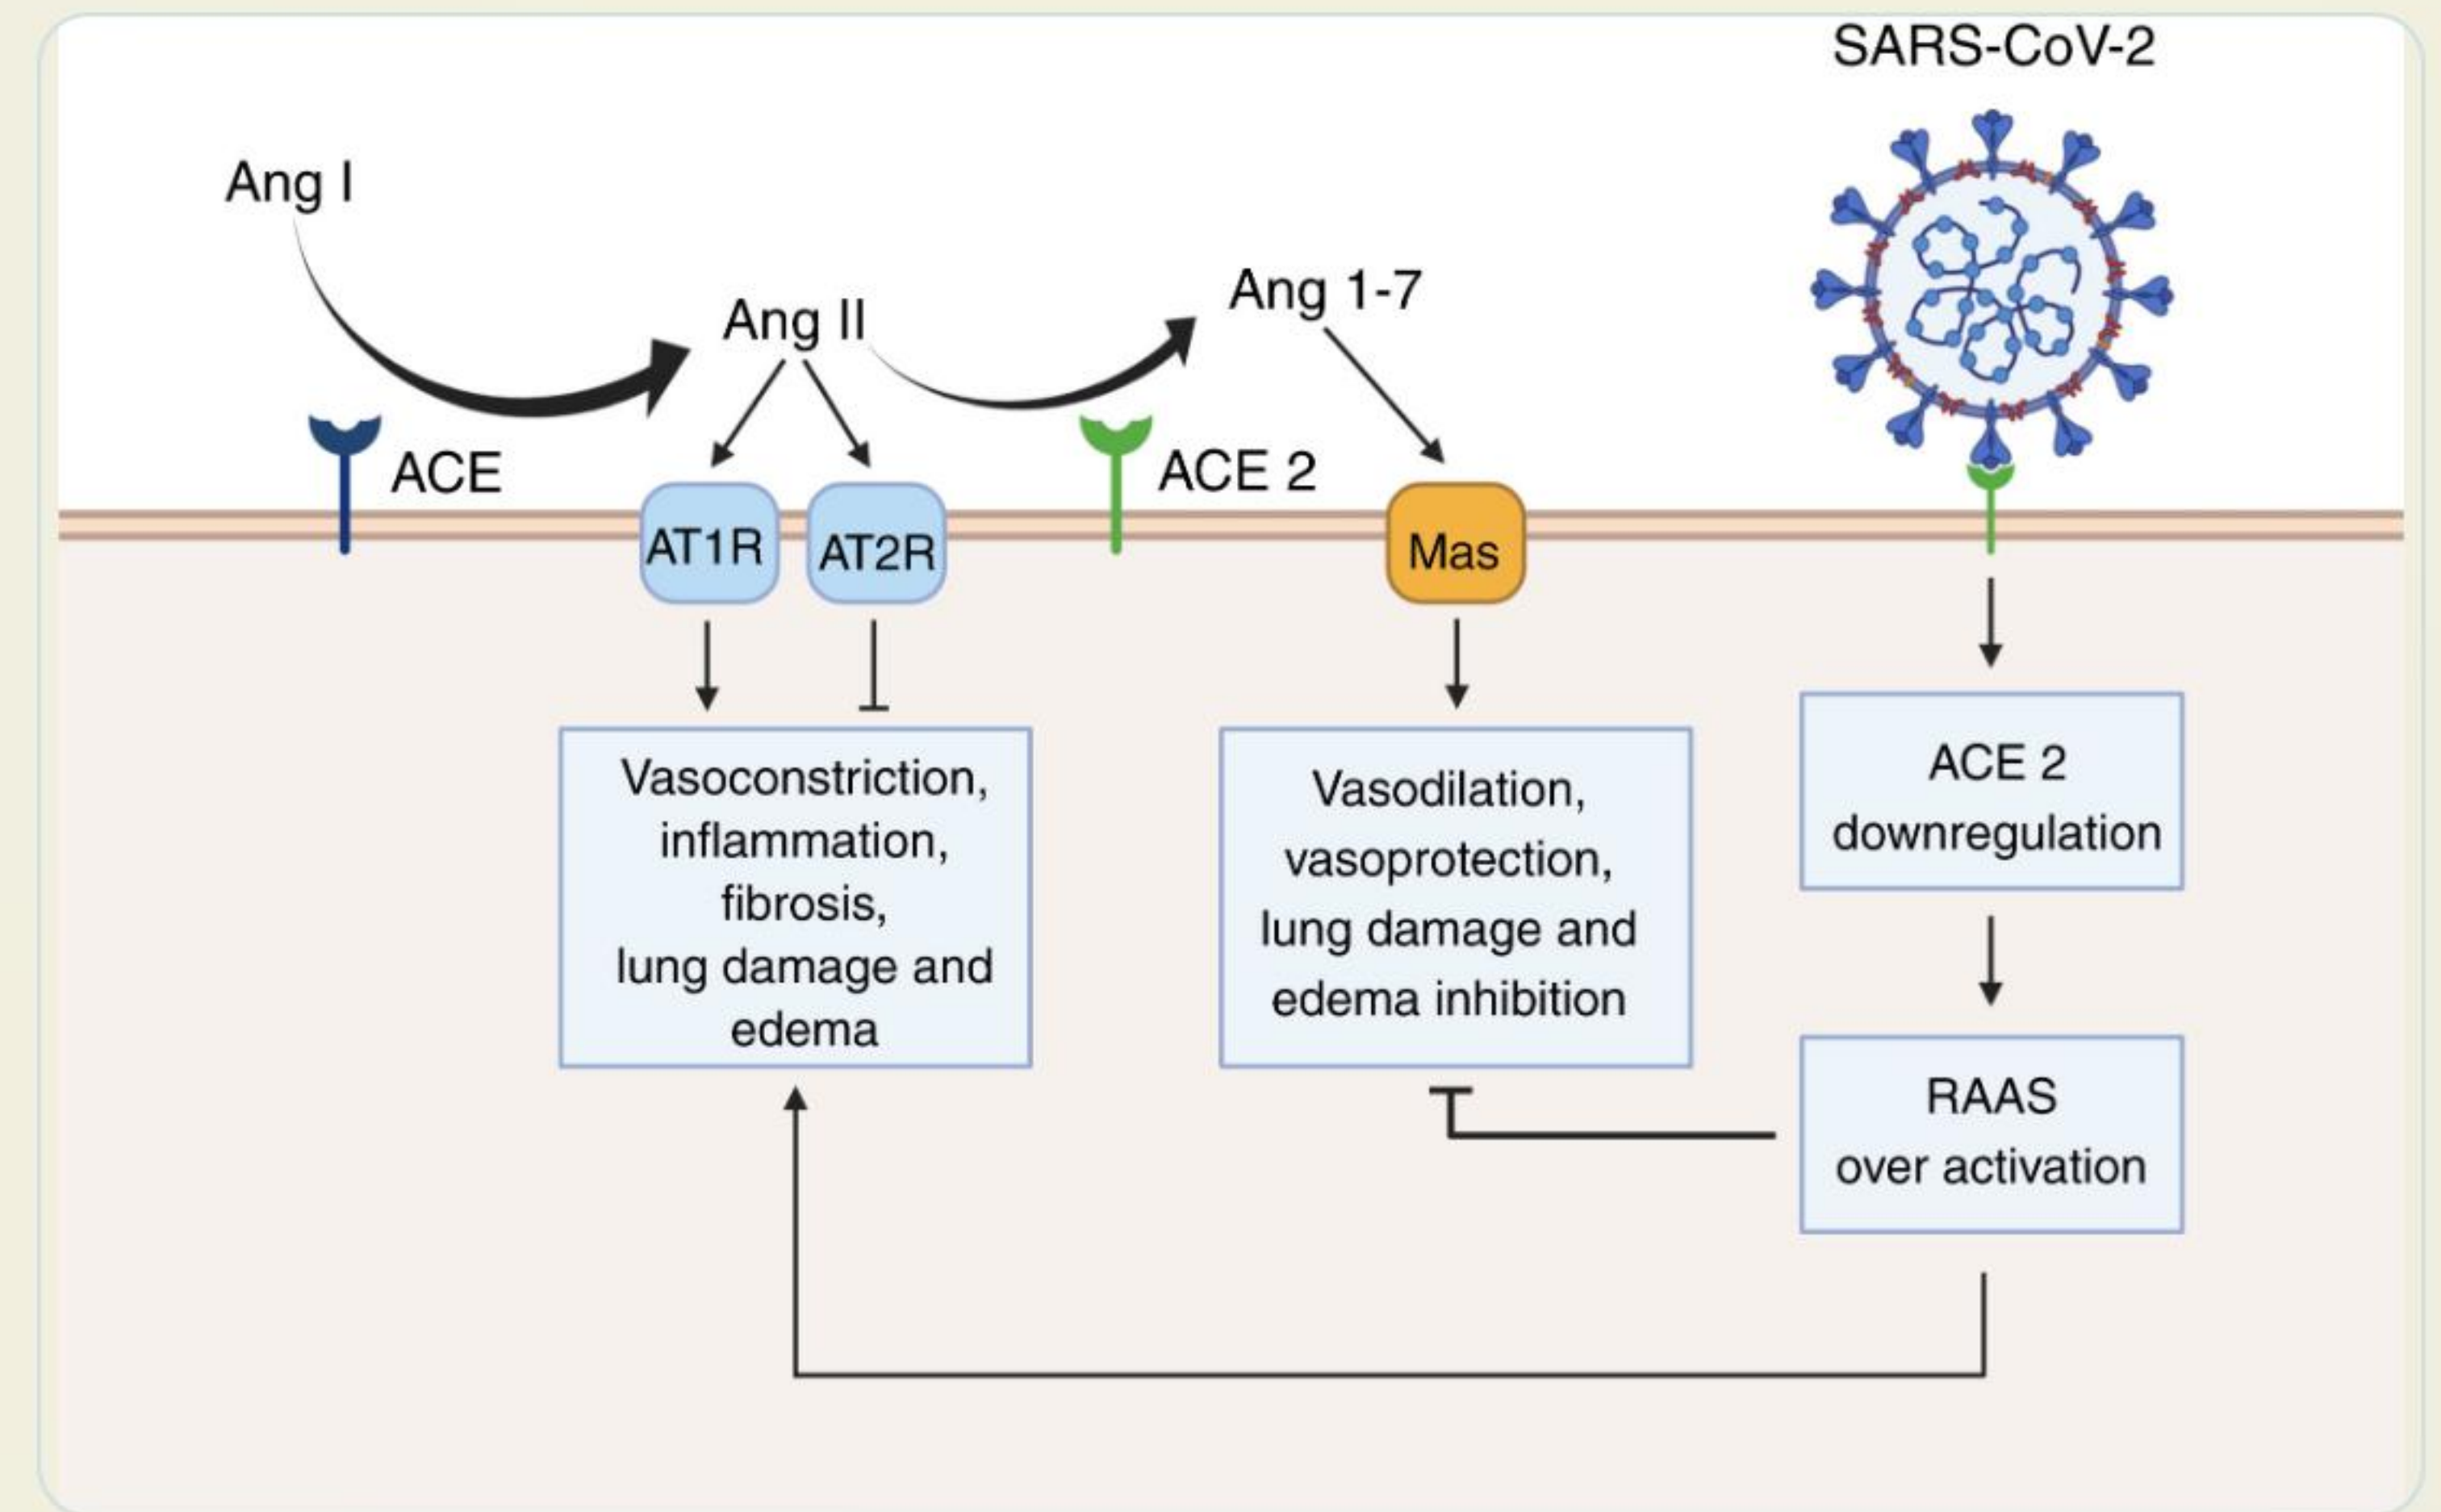 SARS-CoV-2
Ang I
Ang II
Ang 1-7
ACE
ACE 2
AT1R
AT2R
Mas
Vasoconstriction,
inflammation,
fibrosis,
lung damage and
edema
Vasodilation,
vasoprotection,
lung damage and
edema inhibition
ACE 2
downregulation
RAAS
over activation